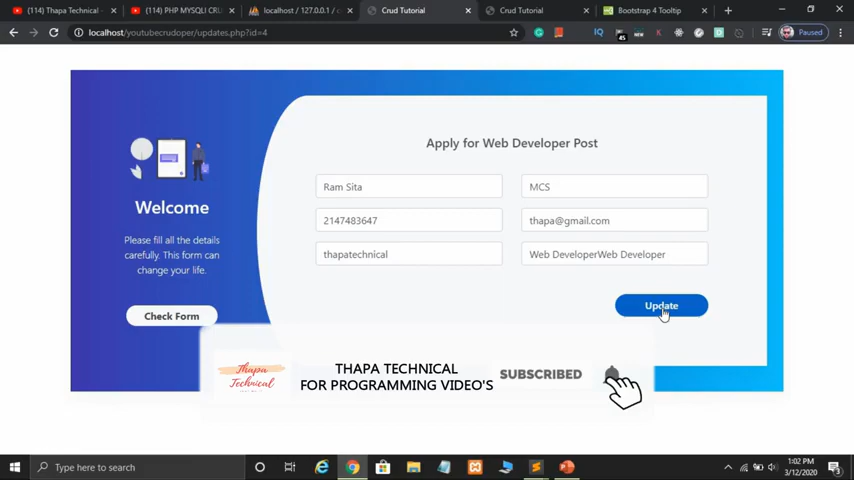 (114) Thapa Technical -
(114) PHP MYSQLI CRU
localhost / 127.0.0.1 / c
Crud Tutorial
Crud Tutorial
Bootstrap 4 Tooltip
localhost/youtubecrudoper/updates.php?id=4
IQ
45
NEW
K
Paused
Apply for Web Developer Post
Ram Sita
MCS
Welcome
2147483647
thapa@gmail.com
Please fill all the details
carefully. This form can
change your life.
thapatechnical
Web DeveloperWeb Developer
Check Form
Update
Thapa
Technical
THAPA TECHNICAL
FOR PROGRAMMING VIDEO'S
SUBSCRIBED
Type here to search
1:02 PM
3/12/2020
3